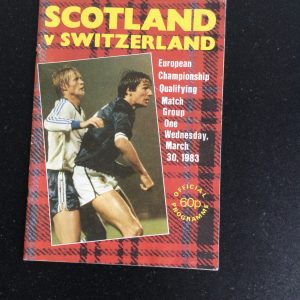 SCOTLAND
v SWITZERLAND
European
Championship
Qualifying
Match
Group
One
Wednesday,
March
30, 1983
OFFICIAL
60p
PROGRAMME